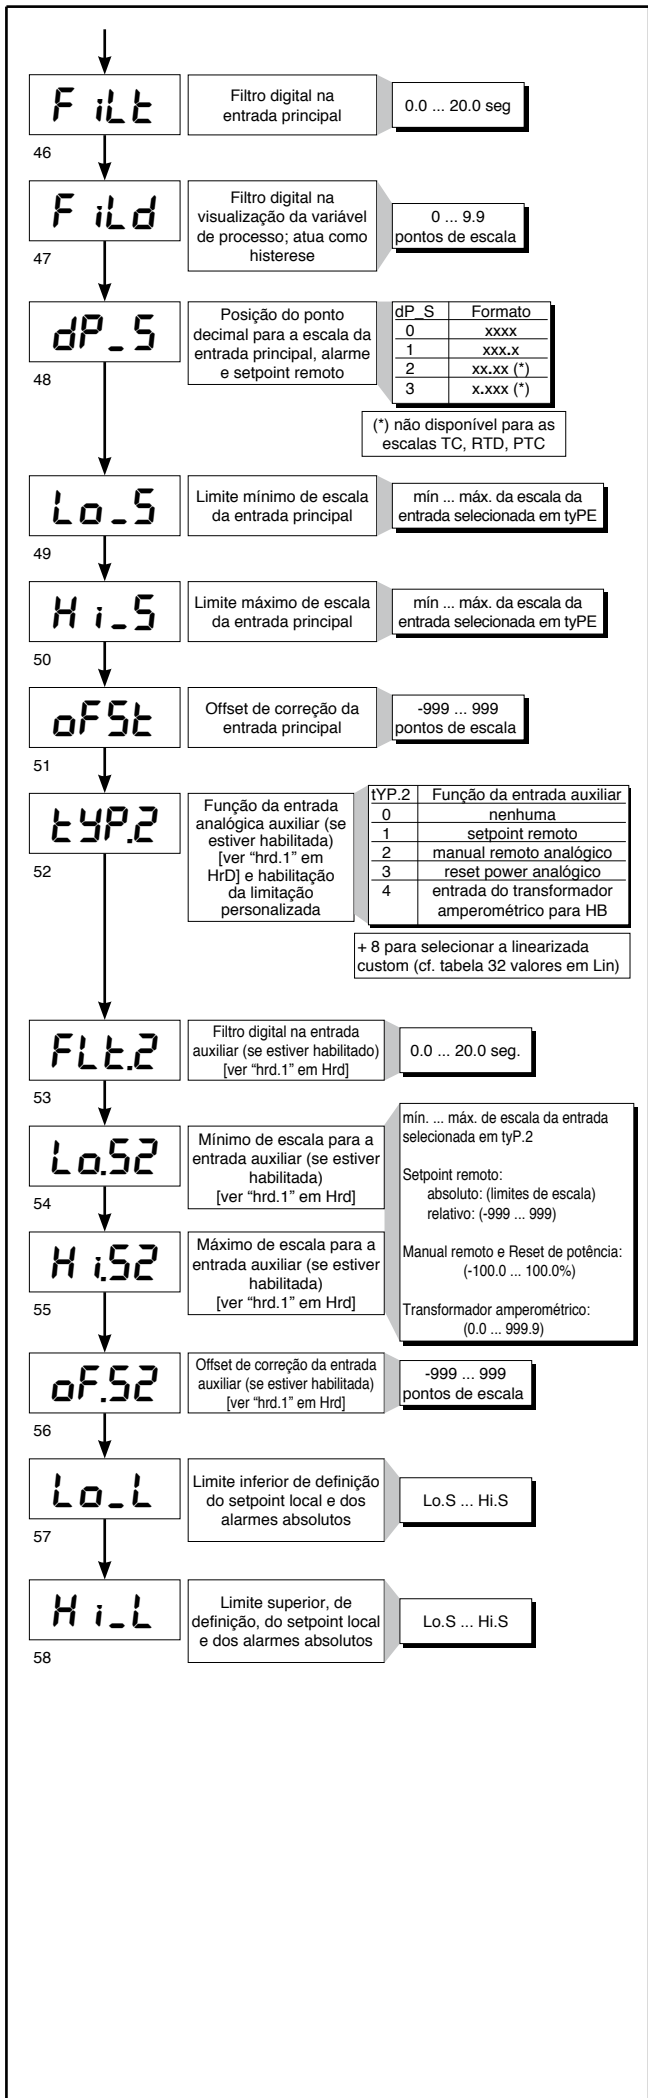 FiLt
Filtro digital na
entrada principal
0.0 ... 20.0 seg
46
FiLd
Filtro digital na
visualização da variável
de processo; atua como
histerese
0 ... 9.9
pontos de escala
47
dP_S
Posição do ponto
decimal para a escala da
entrada principal, alarme
e setpoint remoto
dP_S Formato
0 xxxx
1 xxx.x
2 xx.xx (*)
3 x.xxx (*)
48
(*) não disponível para as
escalas TC, RTD, PTC
Lo_S
Limite mínimo de escala
da entrada principal
mín ... máx. da escala da
entrada selecionada em tyPE
49
Hi_S
Limite máximo de escala
da entrada principal
mín ... máx. da escala da
entrada selecionada em tyPE
50
oFSt
Offset de correção da
entrada principal
-999 ... 999
pontos de escala
51
tYP.2
Função da entrada
analógica auxiliar (se
estiver habilitada)
[ver “hrd.1” em
HrD] e habilitação
da limitação
personalizada
tYP.2 Função da entrada auxiliar
0 nenhuma
1 setpoint remoto
2 manual remoto analógico
3 reset power analógico
4 entrada do transformador
amperométrico para HB
52
+ 8 para selecionar a linearizada
custom (cf. tabela 32 valores em Lin)
FLt.2
Filtro digital na entrada
auxiliar (se estiver habilitado)
[ver “hrd.1” em Hrd]
0.0 ... 20.0 seg.
53
Lo.S2
Mínimo de escala para a
entrada auxiliar (se estiver
habilitada)
[ver “hrd.1” em Hrd]
54
Hi.S2
Máximo de escala para a
entrada auxiliar (se estiver
habilitada)
[ver “hrd.1” em Hrd]
55
mín. ... máx. de escala da entrada
selecionada em tyP.2
Setpoint remoto:
absoluto: (limites de escala)
relativo: (-999 ... 999)
Manual remoto e Reset de potência:
(-100.0 ... 100.0%)
Transformador amperométrico:
(0.0 ... 999.9)
oF.S2
Offset de correção da entrada
auxiliar (se estiver habilitada)
[ver “hrd.1” em Hrd]
-999 ... 999
pontos de escala
56
Lo_L
Limite inferior de definição
do setpoint local e dos
alarmes absolutos
Lo.S ... Hi.S
57
Hi_L
Limite superior, de
definição, do setpoint local
e dos alarmes absolutos
Lo.S ... Hi.S
58